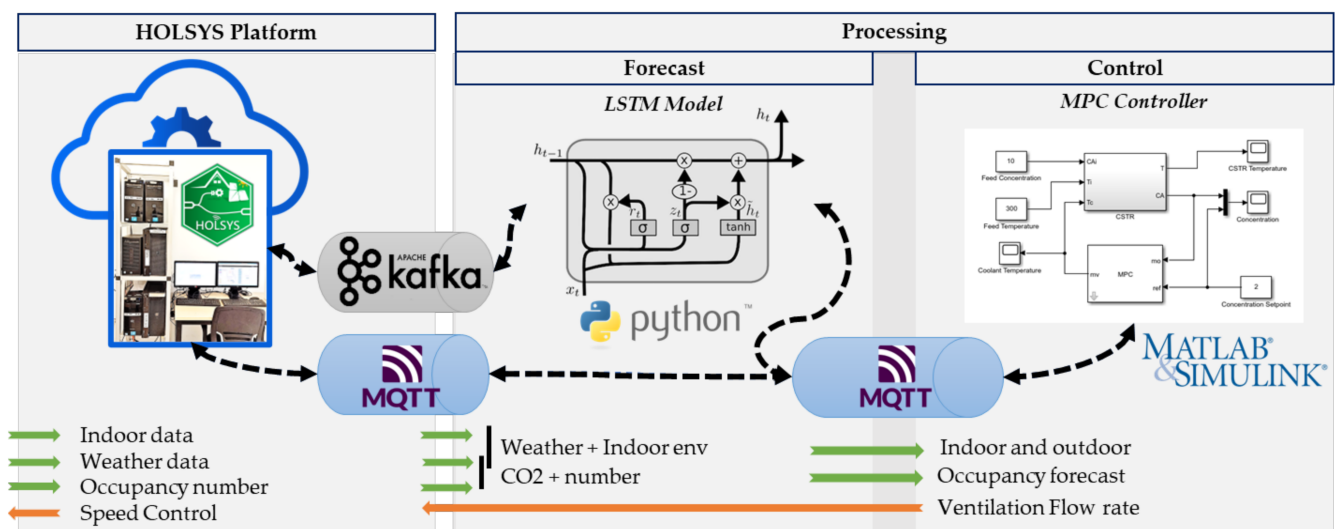 HOLSYS Platform
Processing
Forecast
Control
LSTM Model
MPC Controller
HOLSYS
APACHE
kafka
MQTT
h_t
h_{t-1}
x
+
1-
x
r_t
z_t
x
h̃_t
σ
σ
tanh
x_t
python™
MQTT
10
Feed Concentration
300
Feed Temperature
Coolant Temperature
CAi
Ti
Tc
T
CA
CSTR
CSTR Temperature
Concentration
mv
MPC
mo
ref
2
Concentration Setpoint
MATLAB®
&SIMULINK®
Indoor data
Weather data
Occupancy number
Speed Control
Weather + Indoor env
CO2 + number
Indoor and outdoor
Occupancy forecast
Ventilation Flow rate